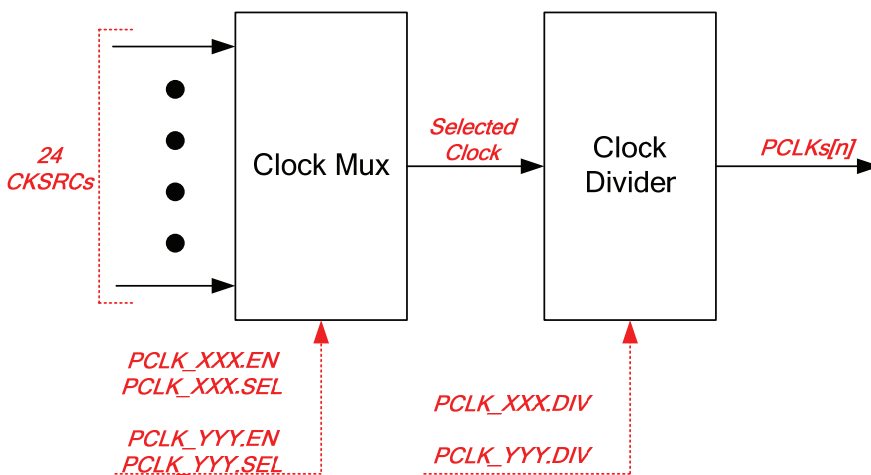 24
CKSRCs
Clock Mux
Selected
Clock
Clock
Divider
PCLKs[n]
PCLK_XXX.EN
PCLK_XXX.SEL
PCLK_YYY.EN
PCLK_YYY.SEL
PCLK_XXX.DIV
PCLK_YYY.DIV